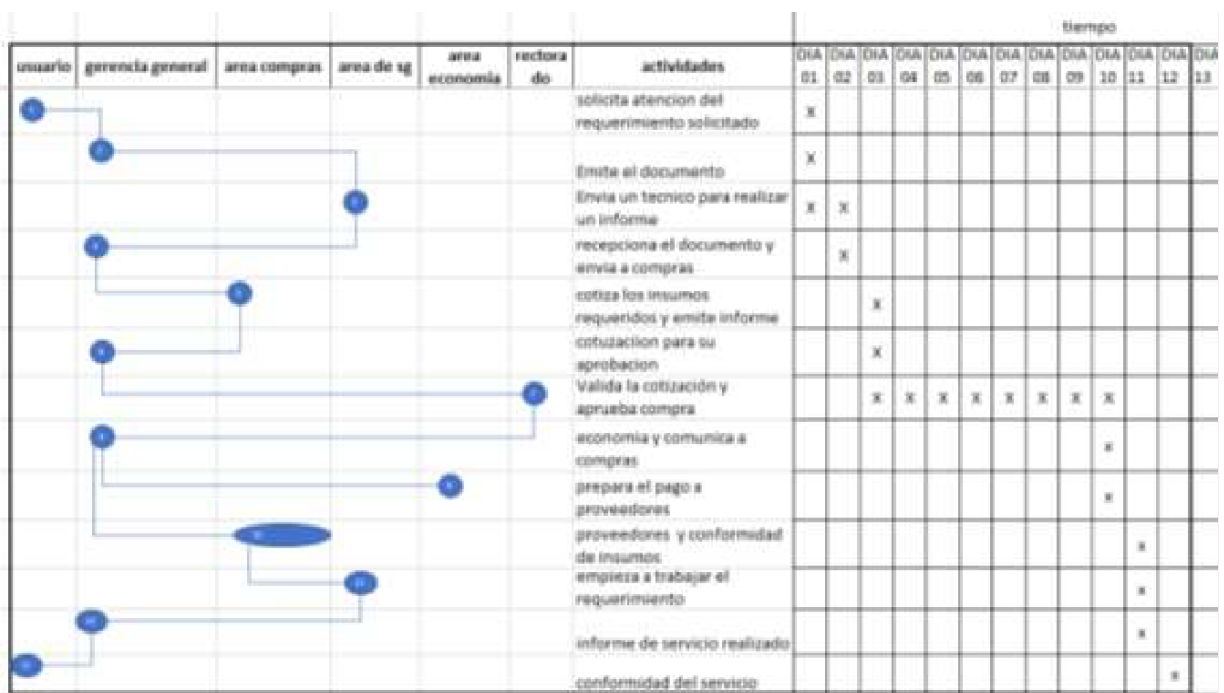 tiempo
usuario gerencia general area compras area de sg area economia rectora do actividades DIA 01 DIA 02 DIA 03 DIA 04 DIA 05 DIA 06 DIA 07 DIA 08 DIA 09 DIA 10 DIA 11 DIA 12 DIA 13
solicita atencion del
requerimiento solicitado X
Emite el documento X
Envia un tecnico para realizar
un informe X X
recepciona el documento y
envia a compras X
cotiza los insumos
requeridos y emite informe X
cotuzacion para su
aprobacion X
Valida la cotización y
aprueba compra X X X X X X X X
economia y comunica a
compras X
prepara el pago a
proveedores X
proveedores y conformidad
de insumos X
empieza a trabajar el
requerimiento X
informe de servicio realizado X
conformidad del servicio X